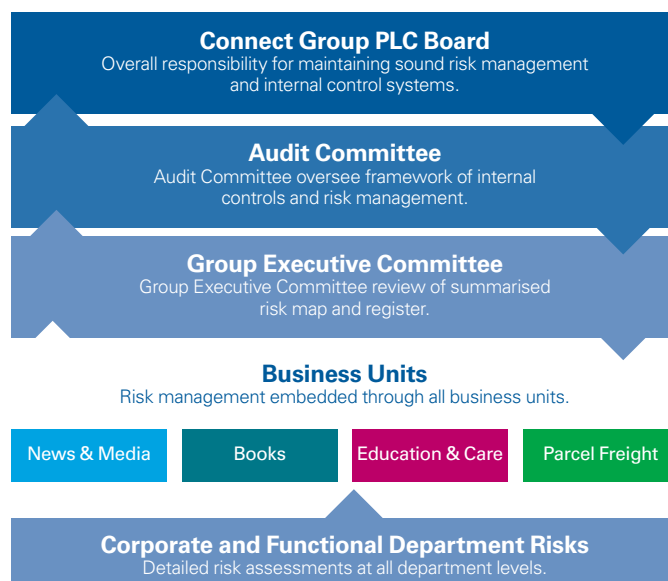 Connect Group PLC Board
Overall responsibility for maintaining sound risk management
and internal control systems.
Audit Committee
Audit Committee oversee framework of internal
controls and risk management.
Group Executive Committee
Group Executive Committee review of summarised
risk map and register.
Business Units
Risk management embedded through all business units.
News & Media
Books
Education & Care
Parcel Freight
Corporate and Functional Department Risks
Detailed risk assessments at all department levels.